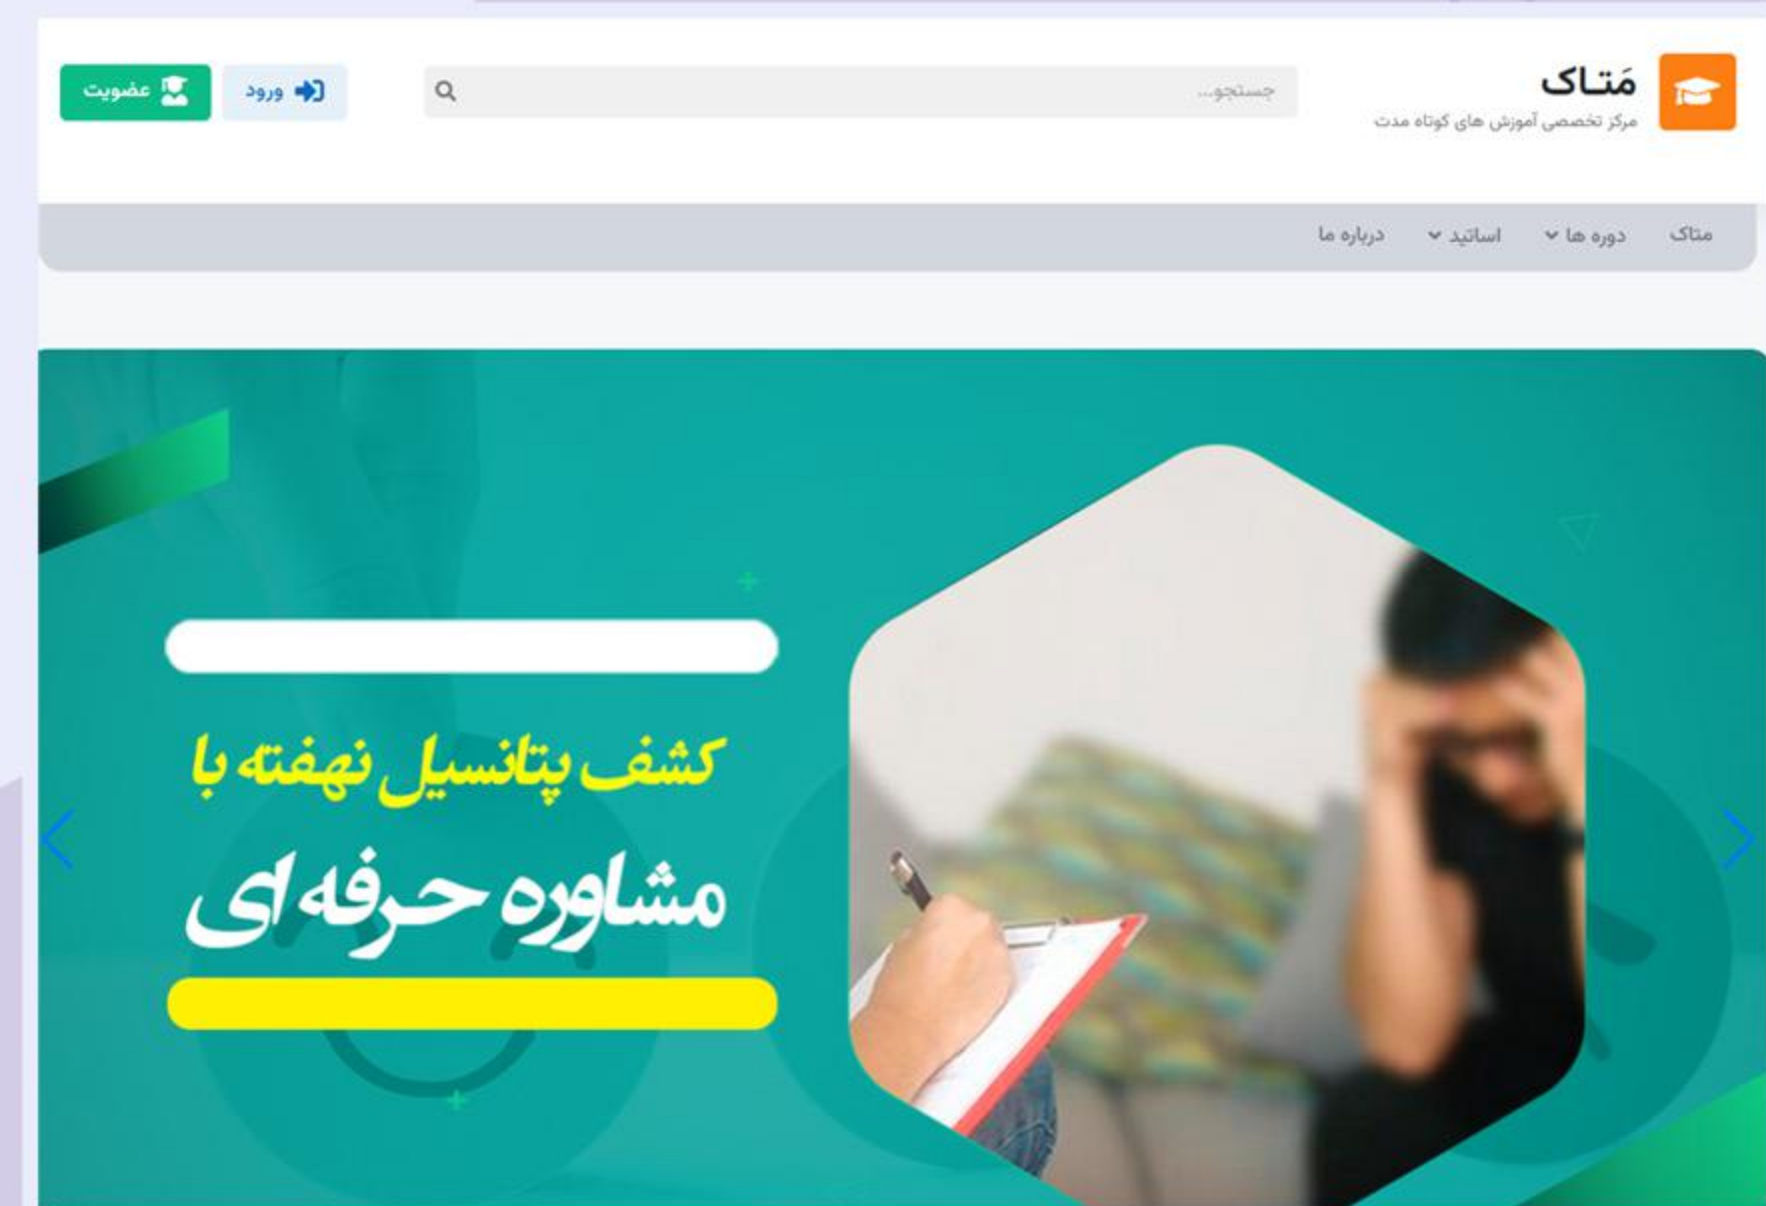 مَتاک
مرکز تخصصی آموزش های کوتاه مدت
جستجو...
ورود
عضویت
متاک
دوره ها
اساتید
درباره ما
کشف پتانسیل نهفته با
مشاوره حرفه ای